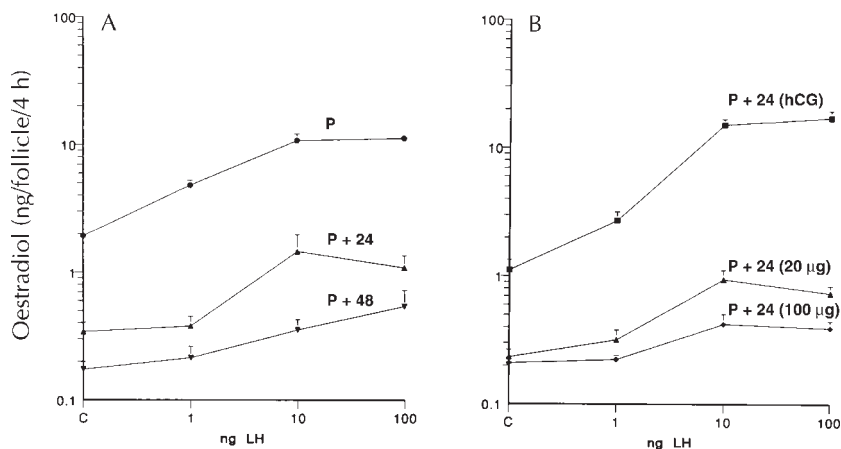 A
Oestradiol (ng/follicle/4 h)
100
10
1
0.1
P
P + 24
P + 48
C
1
10
100
ng LH
B
100
10
1
0.1
P + 24 (hCG)
P + 24 (20 µg)
P + 24 (100 µg)
C
1
10
100
ng LH